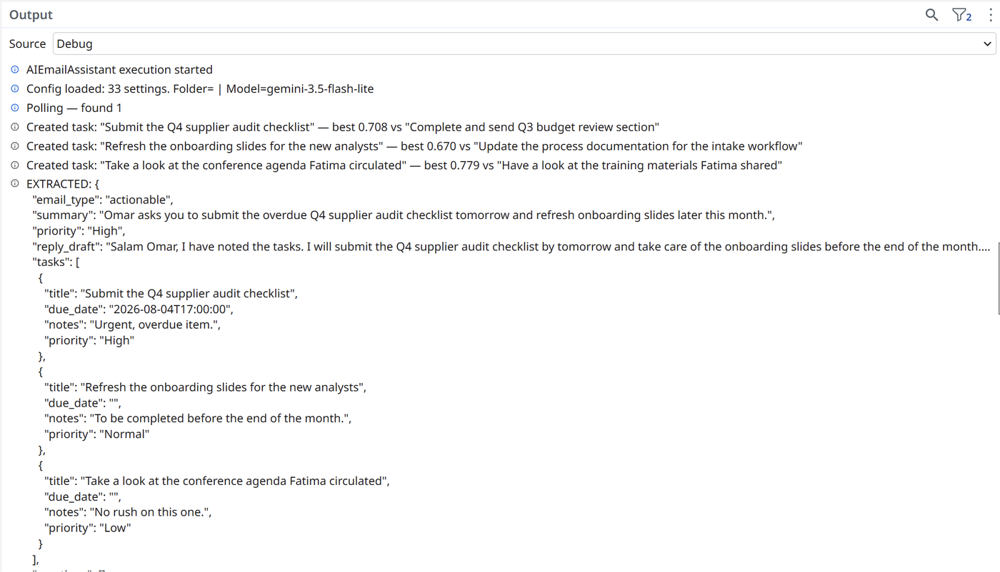 Output
2
Source Debug
AIEmailAssistant execution started
Config loaded: 33 settings. Folder= | Model=gemini-3.5-flash-lite
Polling — found 1
Created task: "Submit the Q4 supplier audit checklist" — best 0.708 vs "Complete and send Q3 budget review section"
Created task: "Refresh the onboarding slides for the new analysts" — best 0.670 vs "Update the process documentation for the intake workflow"
Created task: "Take a look at the conference agenda Fatima circulated" — best 0.779 vs "Have a look at the training materials Fatima shared"
EXTRACTED: {
"email_type": "actionable",
"summary": "Omar asks you to submit the overdue Q4 supplier audit checklist tomorrow and refresh onboarding slides later this month.",
"priority": "High",
"reply_draft": "Salam Omar, I have noted the tasks. I will submit the Q4 supplier audit checklist by tomorrow and take care of the onboarding slides before the end of the month....
"tasks": [
{
"title": "Submit the Q4 supplier audit checklist",
"due_date": "2026-08-04T17:00:00",
"notes": "Urgent, overdue item.",
"priority": "High"
},
{
"title": "Refresh the onboarding slides for the new analysts",
"due_date": "",
"notes": "To be completed before the end of the month.",
"priority": "Normal"
},
{
"title": "Take a look at the conference agenda Fatima circulated",
"due_date": "",
"notes": "No rush on this one.",
"priority": "Low"
}
],